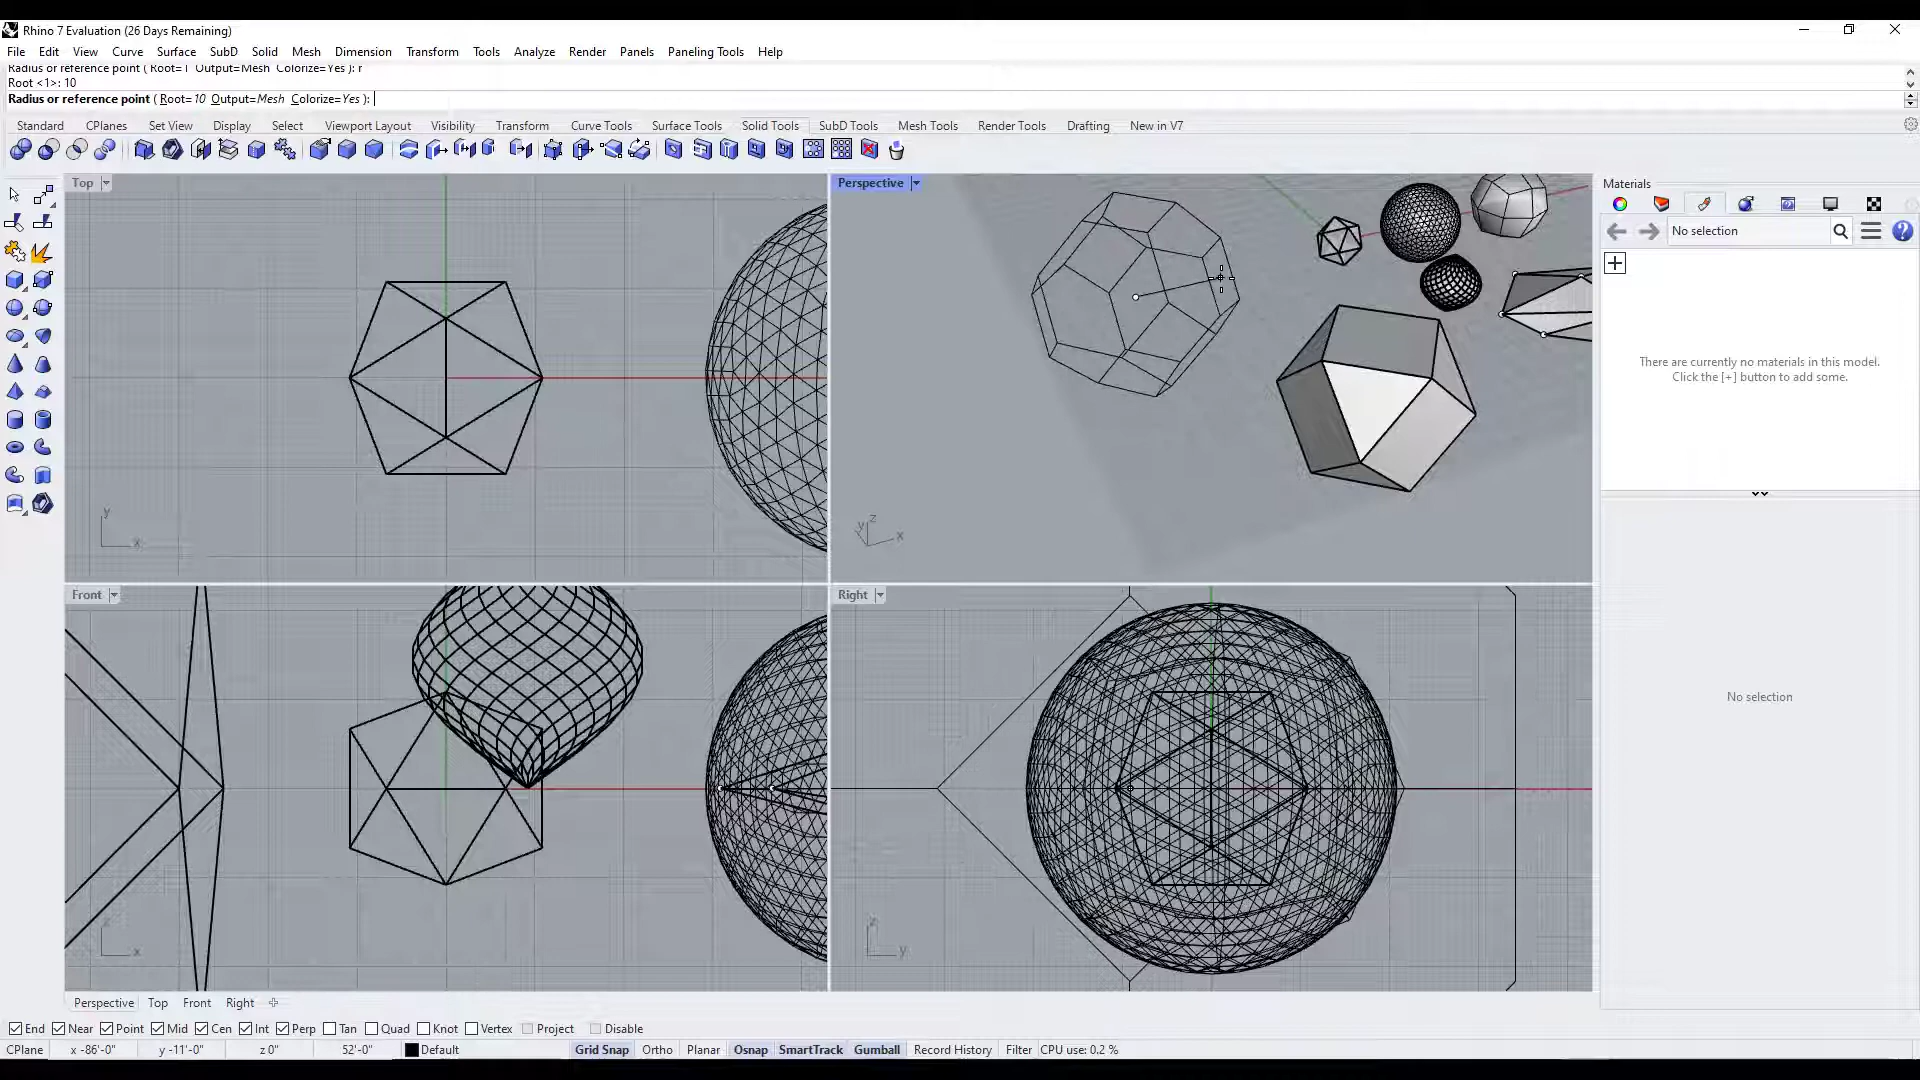 Rhino 7 Evaluation (26 Days Remaining)
File Edit View Curve Surface SubD Solid Mesh Dimension Transform Tools Analyze Render Panels Paneling Tools Help
Radius or reference point ( Root=1 Output=Mesh Colorize=Yes ): r
Root <1>: 10
Radius or reference point ( Root=10 Output=Mesh Colorize=Yes ):
Standard CPlanes Set View Display Select Viewport Layout Visibility Transform Curve Tools Surface Tools Solid Tools SubD Tools Mesh Tools Render Tools Drafting New in V7
Top
Perspective
Materials
No selection
There are currently no materials in this model.
Click the [+] button to add some.
y
x
z
y
x
Front
Right
No selection
z
x
z
y
Perspective Top Front Right
End Near Point Mid Cen Int Perp Tan Quad Knot Vertex Project Disable
CPlane x -86'-0" y -11'-0" z 0" 52'-0" Default Grid Snap Ortho Planar Osnap SmartTrack Gumball Record History Filter CPU use: 0.2 %